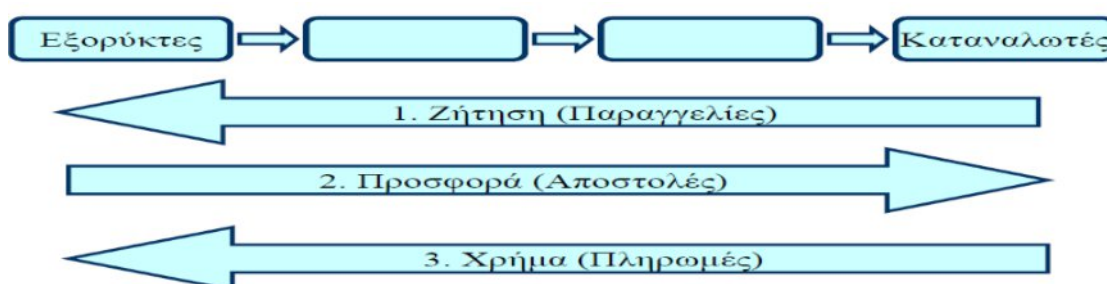 Εξορύκτες
Καταναλωτές
1. Ζήτηση (Παραγγελίες)
2. Προσφορά (Αποστολές)
3. Χρήμα (Πληρωμές)